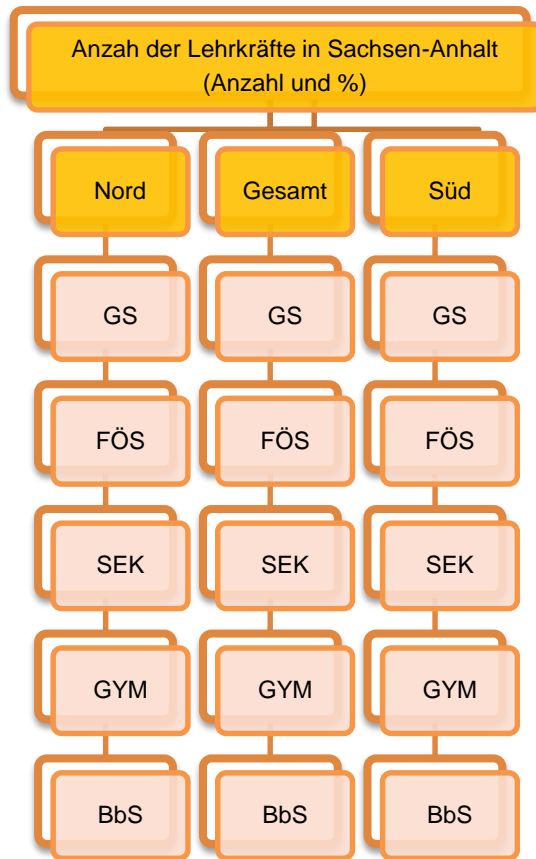 Anzah der Lehrkräfte in Sachsen-Anhalt
(Anzahl und %)
Nord
Gesamt
Süd
GS
GS
GS
FÖS
FÖS
FÖS
SEK
SEK
SEK
GYM
GYM
GYM
BbS
BbS
BbS